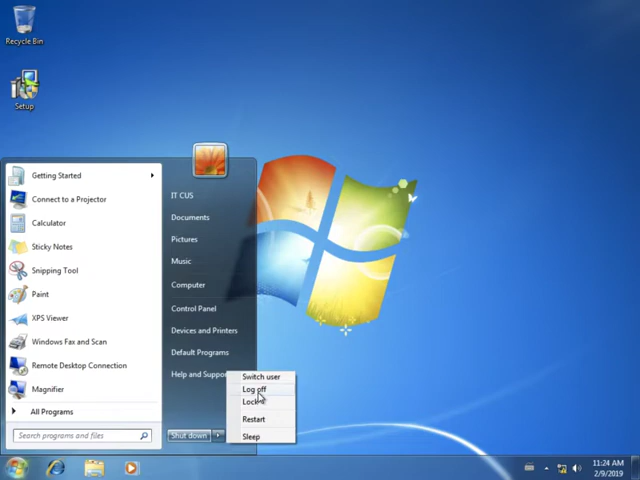 Recycle Bin
Setup
Getting Started
Connect to a Projector
Calculator
Sticky Notes
Snipping Tool
Paint
XPS Viewer
Windows Fax and Scan
Remote Desktop Connection
Magnifier
All Programs
Search programs and files
IT CUS
Documents
Pictures
Music
Computer
Control Panel
Devices and Printers
Default Programs
Help and Suppo
Shut down
Switch user
Log off
Lock
Restart
Sleep
11:24 AM
2/9/2019